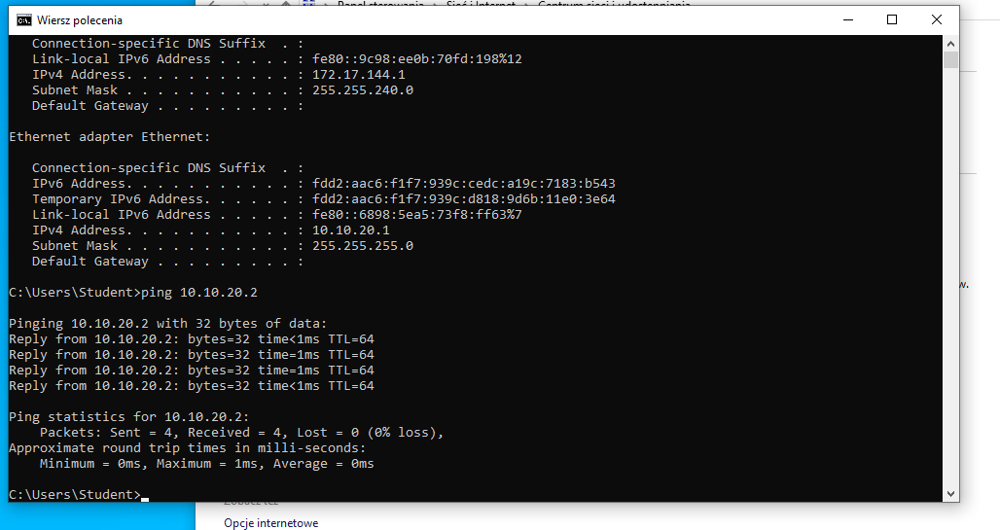 Panel sterowania > Sieć i Internet > Centrum sieci i udostępniania
Wiersz polecenia
Connection-specific DNS Suffix  . :
Link-local IPv6 Address . . . . . : fe80::9c98:ee0b:70fd:198%12
IPv4 Address. . . . . . . . . . . : 172.17.144.1
Subnet Mask . . . . . . . . . . . : 255.255.240.0
Default Gateway . . . . . . . . . :
Ethernet adapter Ethernet:
Connection-specific DNS Suffix  . :
IPv6 Address. . . . . . . . . . . : fdd2:aac6:f1f7:939c:cedc:a19c:7183:b543
Temporary IPv6 Address. . . . . . : fdd2:aac6:f1f7:939c:d818:9d6b:11e0:3e64
Link-local IPv6 Address . . . . . : fe80::6898:5ea5:73f8:ff63%7
IPv4 Address. . . . . . . . . . . : 10.10.20.1
Subnet Mask . . . . . . . . . . . : 255.255.255.0
Default Gateway . . . . . . . . . :
C:\Users\Student>ping 10.10.20.2
Pinging 10.10.20.2 with 32 bytes of data:
Reply from 10.10.20.2: bytes=32 time<1ms TTL=64
Reply from 10.10.20.2: bytes=32 time=1ms TTL=64
Reply from 10.10.20.2: bytes=32 time=1ms TTL=64
Reply from 10.10.20.2: bytes=32 time<1ms TTL=64
Ping statistics for 10.10.20.2:
Packets: Sent = 4, Received = 4, Lost = 0 (0% loss),
Approximate round trip times in milli-seconds:
Minimum = 0ms, Maximum = 1ms, Average = 0ms
C:\Users\Student>
w.
Zobacz też
Opcje internetowe